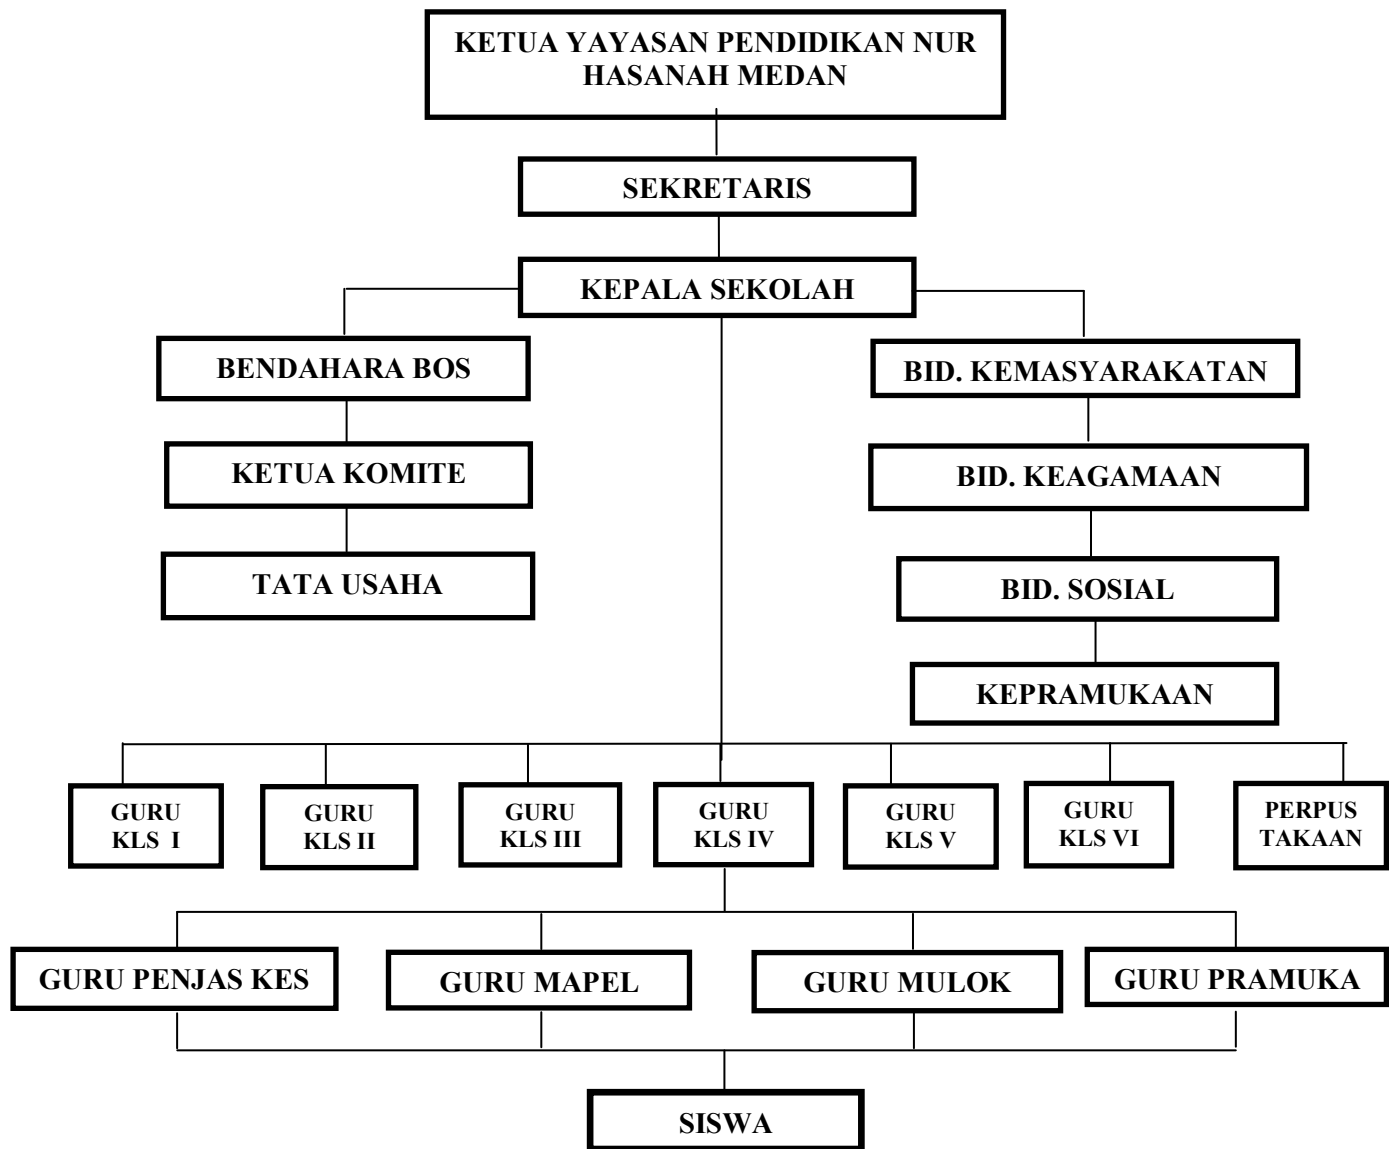 KETUA YAYASAN PENDIDIKAN NUR
HASANAH MEDAN
SEKRETARIS
KEPALA SEKOLAH
BENDAHARA BOS
BID. KEMASYARAKATAN
KETUA KOMITE
BID. KEAGAMAAN
TATA USAHA
BID. SOSIAL
KEPRAMUKAAN
GURU
KLS I
GURU
KLS II
GURU
KLS III
GURU
KLS IV
GURU
KLS V
GURU
KLS VI
PERPUS
TAKAAN
GURU PENJAS KES
GURU MAPEL
GURU MULOK
GURU PRAMUKA
SISWA